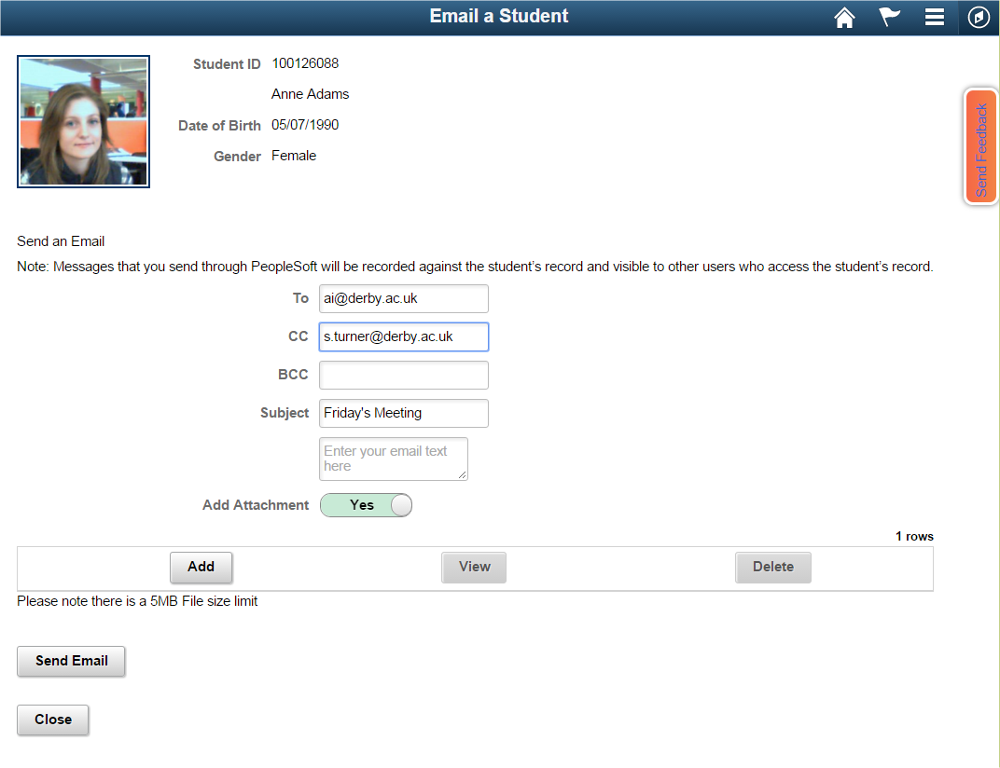 Email a Student
Student ID 100126088
Anne Adams
Date of Birth 05/07/1990
Gender Female
Send Feedback
Send an Email
Note: Messages that you send through PeopleSoft will be recorded against the student’s record and visible to other users who access the student’s record.
To ai@derby.ac.uk
CC s.turner@derby.ac.uk
BCC
Subject Friday's Meeting
Enter your email text
here
Add Attachment Yes
1 rows
Add View Delete
Please note there is a 5MB File size limit
Send Email
Close